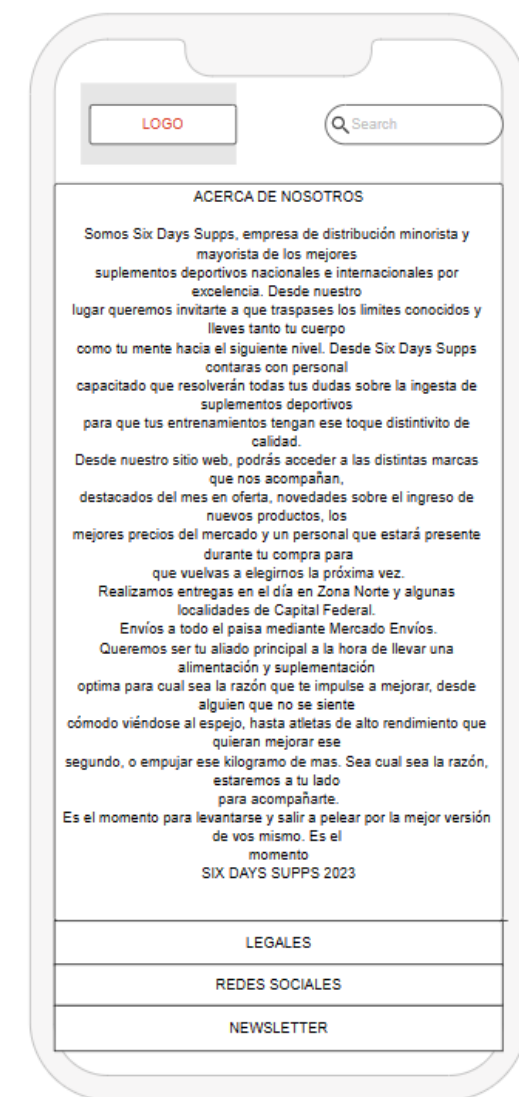 LOGO
Search
ACERCA DE NOSOTROS
Somos Six Days Supps, empresa de distribución minorista y
mayorista de los mejores
suplementos deportivos nacionales e internacionales por
excelencia. Desde nuestro
lugar queremos invitarte a que traspases los limites conocidos y
lleves tanto tu cuerpo
como tu mente hacia el siguiente nivel. Desde Six Days Supps
contaras con personal
capacitado que resolverán todas tus dudas sobre la ingesta de
suplementos deportivos
para que tus entrenamientos tengan ese toque distintivito de
calidad.
Desde nuestro sitio web, podrás acceder a las distintas marcas
que nos acompañan,
destacados del mes en oferta, novedades sobre el ingreso de
nuevos productos, los
mejores precios del mercado y un personal que estará presente
durante tu compra para
que vuelvas a elegirnos la próxima vez.
Realizamos entregas en el día en Zona Norte y algunas
localidades de Capital Federal.
Envíos a todo el paisa mediante Mercado Envíos.
Queremos ser tu aliado principal a la hora de llevar una
alimentación y suplementación
optima para cual sea la razón que te impulse a mejorar, desde
alguien que no se siente
cómodo viéndose al espejo, hasta atletas de alto rendimiento que
quieran mejorar ese
segundo, o empujar ese kilogramo de mas. Sea cual sea la razón,
estaremos a tu lado
para acompañarte.
Es el momento para levantarse y salir a pelear por la mejor versión
de vos mismo. Es el
momento
SIX DAYS SUPPS 2023
LEGALES
REDES SOCIALES
NEWSLETTER